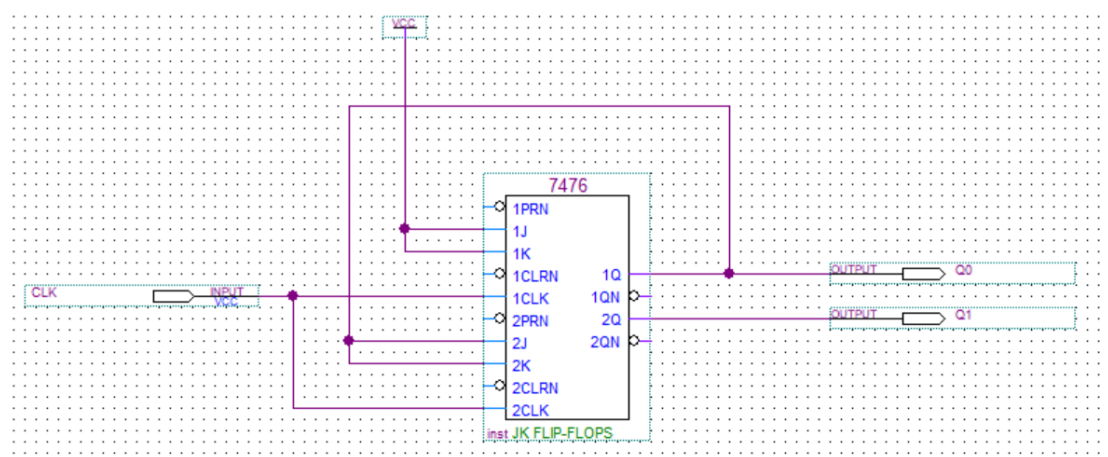 VCC
7476
1PRN
1J
1K
1CLRN
1CLK
2PRN
2J
2K
2CLRN
2CLK
1Q
1QN
2Q
2QN
CLK
INPUT
VCC
OUTPUT
Q0
OUTPUT
Q1
inst JK FLIP-FLOPS